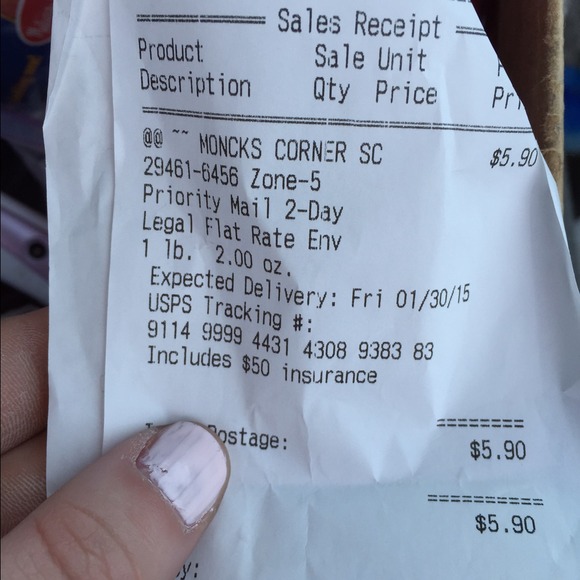 Sales Receipt
Product Sale Unit
Description Qty Price
@@ ~~ MONCKS CORNER SC $5.90
29461-6456 Zone-5
Priority Mail 2-Day
Legal Flat Rate Env
1 lb. 2.00 oz.
Expected Delivery: Fri 01/30/15
USPS Tracking #:
9114 9999 4431 4308 9383 83
Includes $50 insurance
========
Postage: $5.90
==========
$5.90